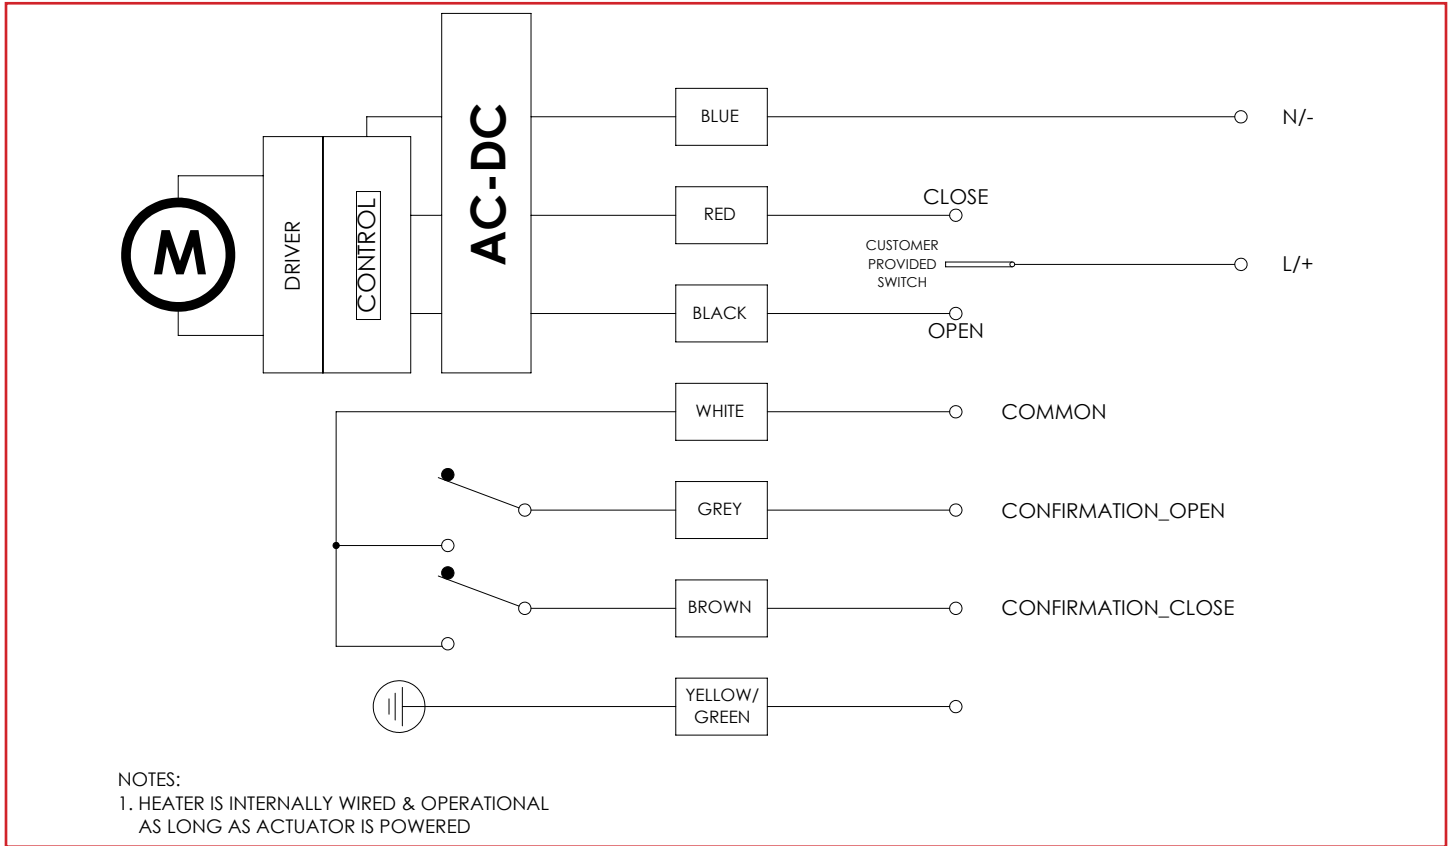 BLUE
N/-
AC-DC
RED
CLOSE
CUSTOMER
PROVIDED
SWITCH
L/+
M
DRIVER
CONTROL
BLACK
OPEN
WHITE
COMMON
GREY
CONFIRMATION_OPEN
BROWN
CONFIRMATION_CLOSE
YELLOW/
GREEN
NOTES:
1. HEATER IS INTERNALLY WIRED & OPERATIONAL
AS LONG AS ACTUATOR IS POWERED